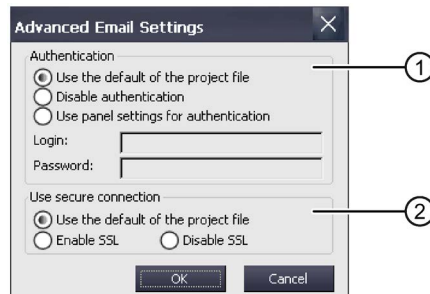 Advanced Email Settings
Authentication
1
Use the default of the project file
Disable authentication
Use panel settings for authentication
Login:
Password:
Use secure connection
2
Use the default of the project file
Enable SSL Disable SSL
OK Cancel